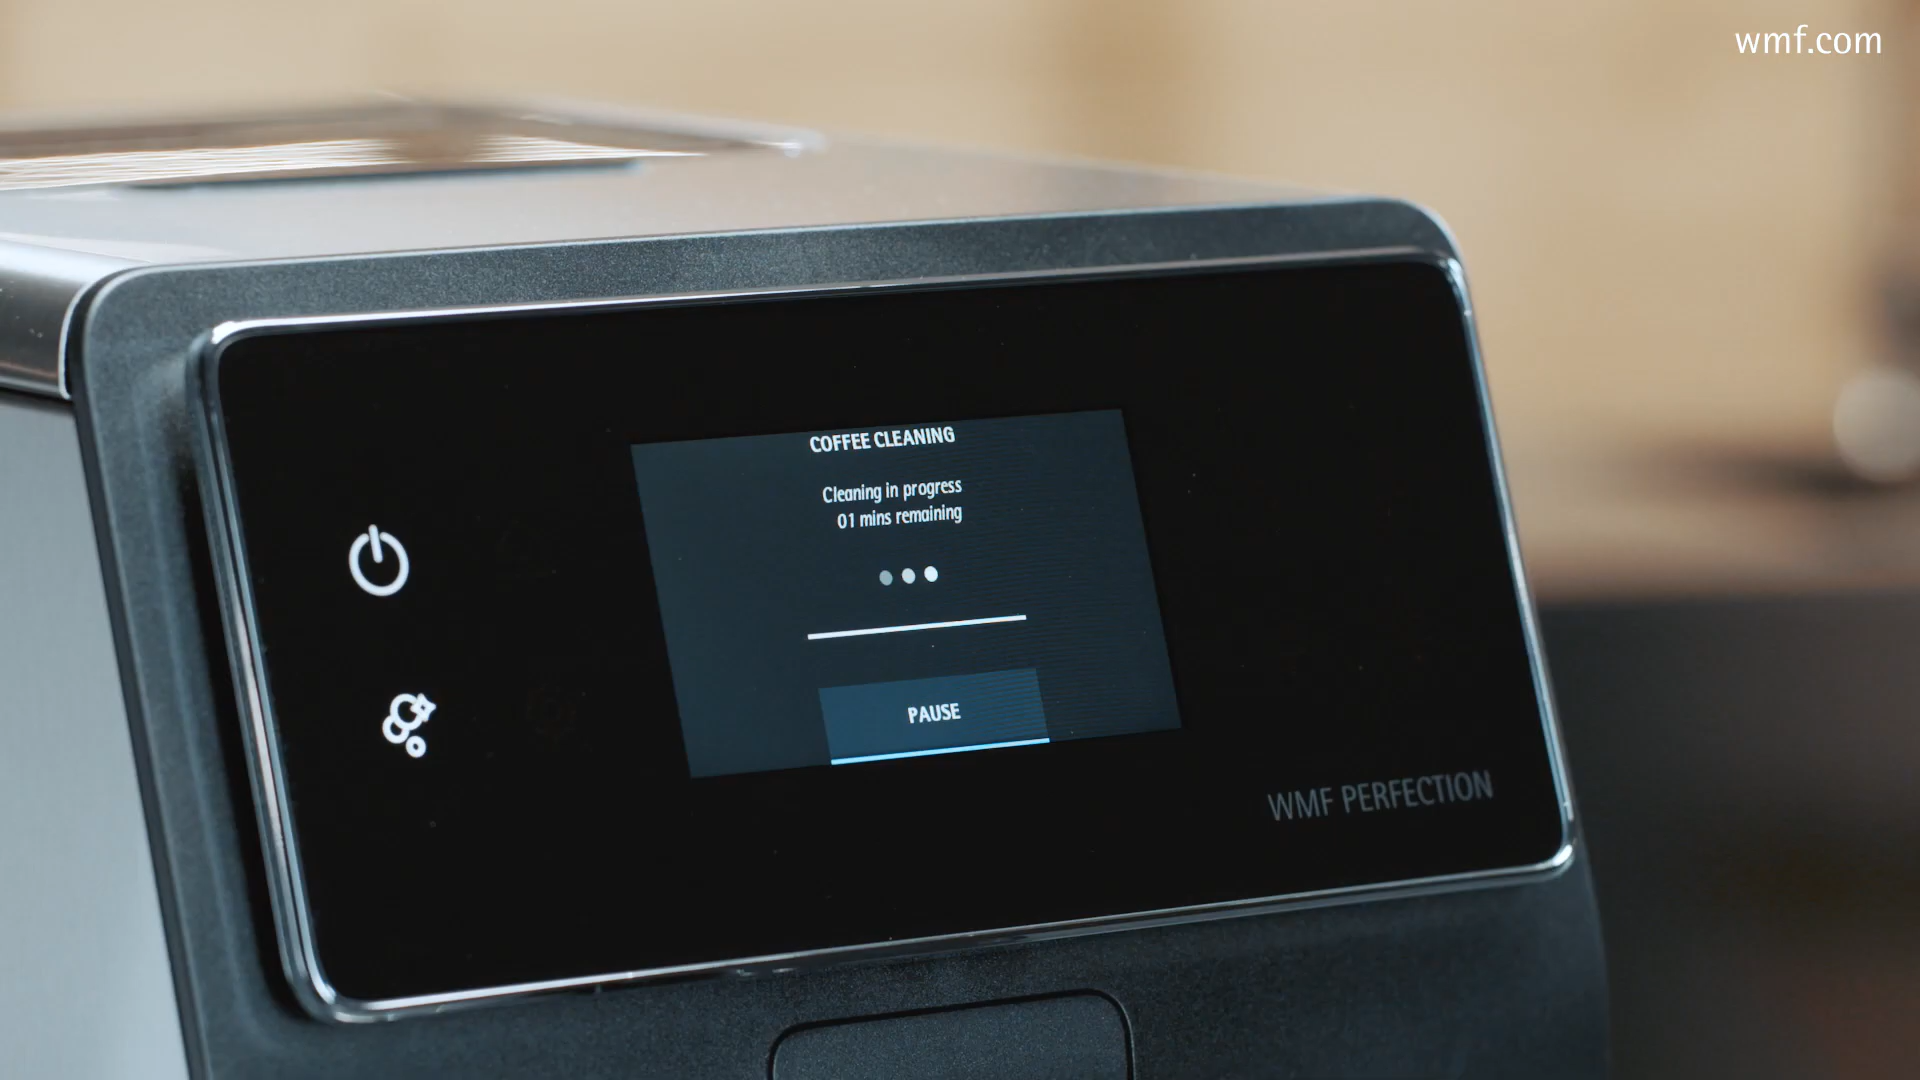 wmf.com
COFFEE CLEANING
Cleaning in progress
01 mins remaining
PAUSE
WMF PERFECTION